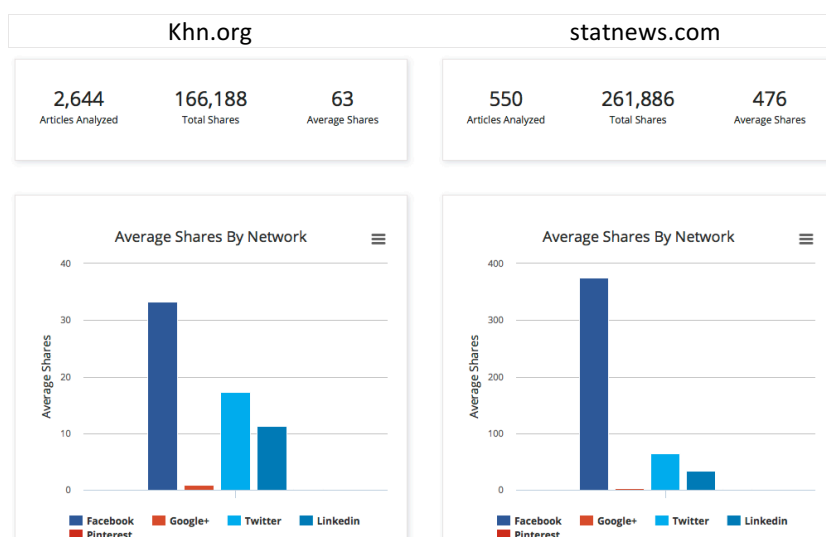 Khn.org statnews.com
2,644 166,188 63
Articles Analyzed Total Shares Average Shares
550 261,886 476
Articles Analyzed Total Shares Average Shares
Average Shares By Network
40
30
20
10
0
Average Shares
Facebook Google+ Twitter Linkedin
Pinterest
Average Shares By Network
400
300
200
100
0
Average Shares
Facebook Google+ Twitter Linkedin
Pinterest